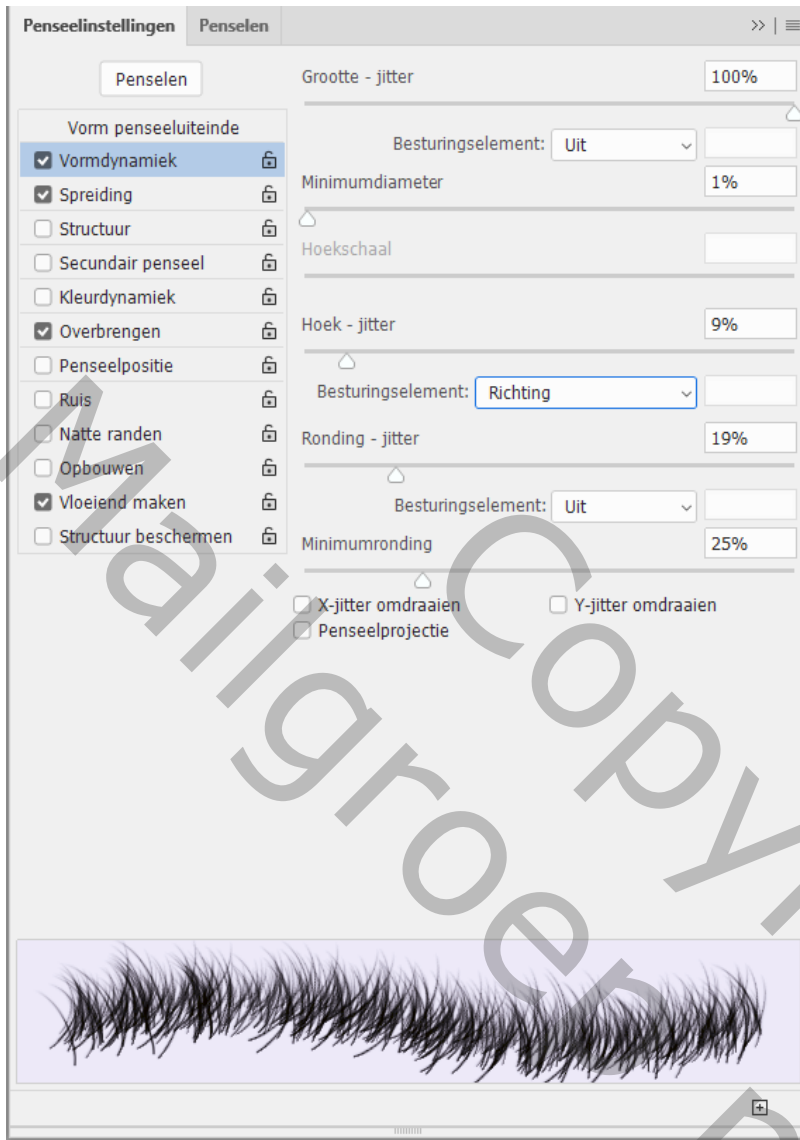 Penseelinstellingen Penselen
Penselen
Vorm penseeluiteinde
Vormdynamiek
Spreiding
Structuur
Secundair penseel
Kleurdynamiek
Overbrengen
Penseelpositie
Ruis
Natte randen
Opbouwen
Vloeiend maken
Structuur beschermen
Grootte - jitter 100%
Besturingselement: Uit
Minimumdiameter 1%
Hoekschaal
Hoek - jitter 9%
Besturingselement: Richting
Ronding - jitter 19%
Besturingselement: Uit
Minimumronding 25%
X-jitter omdraaien Y-jitter omdraaien
Penseelprojectie